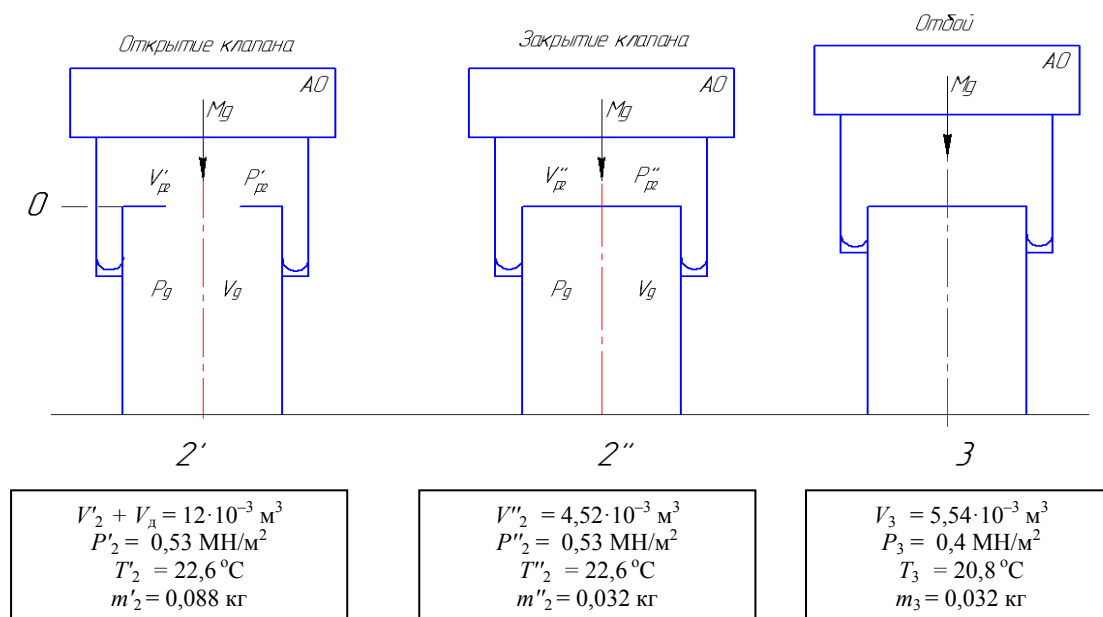 Открытие клапана
Закрытие клапана
Отбой
АО
АО
АО
Mg
Mg
Mg
V'рг P'рг
V''рг P''рг
0
Pg Vg
Pg Vg
2'
2''
3
V'2 + Vд = 12·10–3 м3
P'2 = 0,53 МН/м2
T'2 = 22,6 оС
m'2 = 0,088 кг
V''2 = 4,52·10–3 м3
P''2 = 0,53 МН/м2
T''2 = 22,6 оС
m''2 = 0,032 кг
V3 = 5,54·10–3 м3
P3 = 0,4 МН/м2
T3 = 20,8 оС
m3 = 0,032 кг